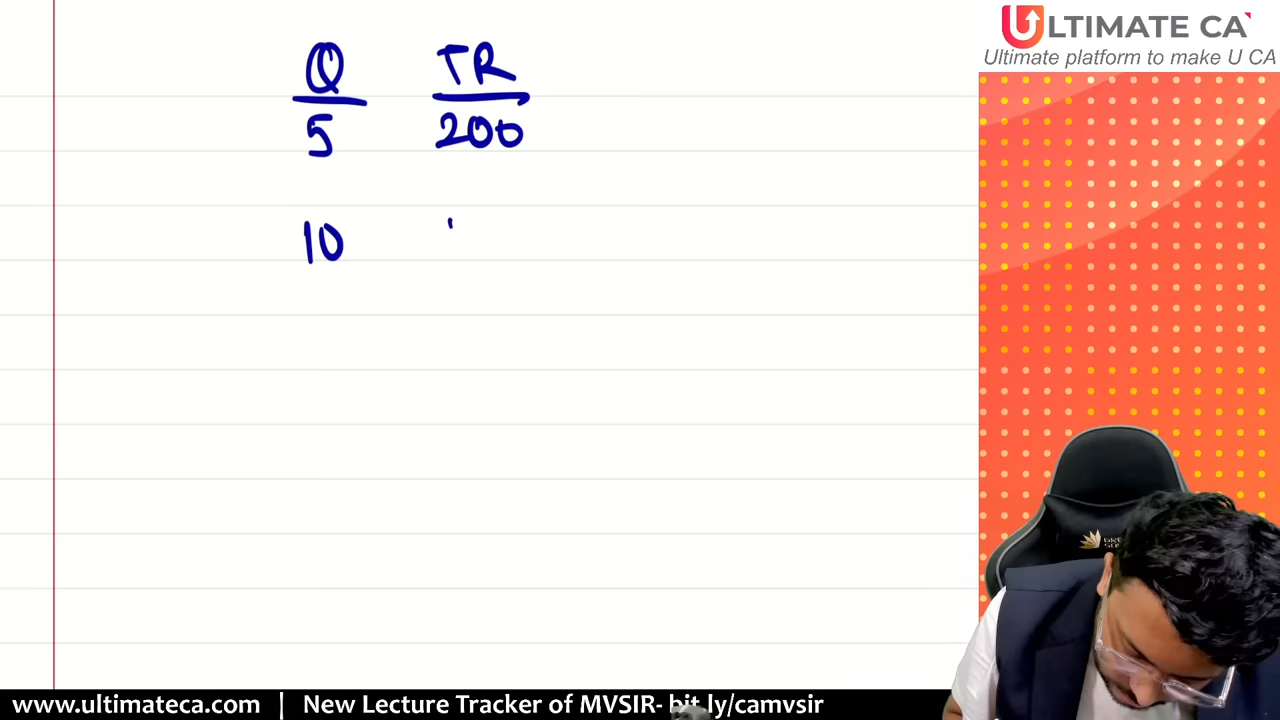 Q TR
5 200
10
ULTIMATE CA
Ultimate platform to make U CA
www.ultimateca.com | New Lecture Tracker of MVSIR- bit.ly/camvsir